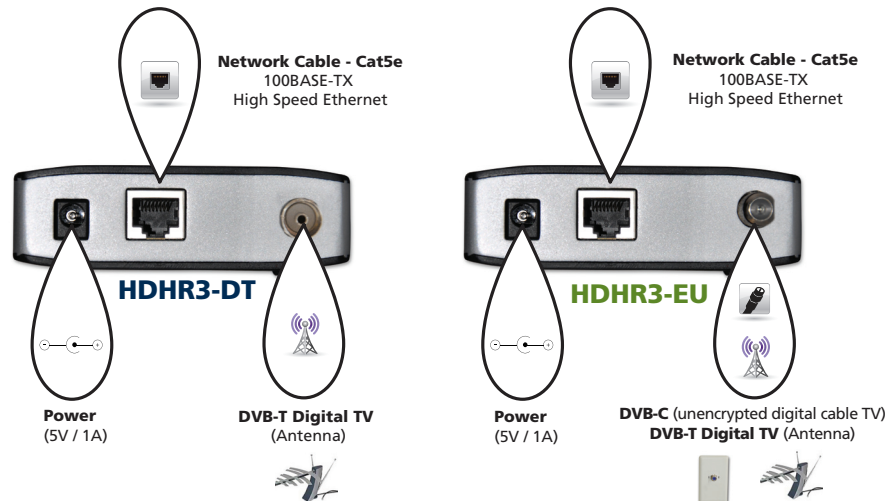 Network Cable - Cat5e
100BASE-TX
High Speed Ethernet
HDHR3-DT
Power
(5V / 1A)
DVB-T Digital TV
(Antenna)
Network Cable - Cat5e
100BASE-TX
High Speed Ethernet
HDHR3-EU
Power
(5V / 1A)
DVB-C (unencrypted digital cable TV)
DVB-T Digital TV (Antenna)